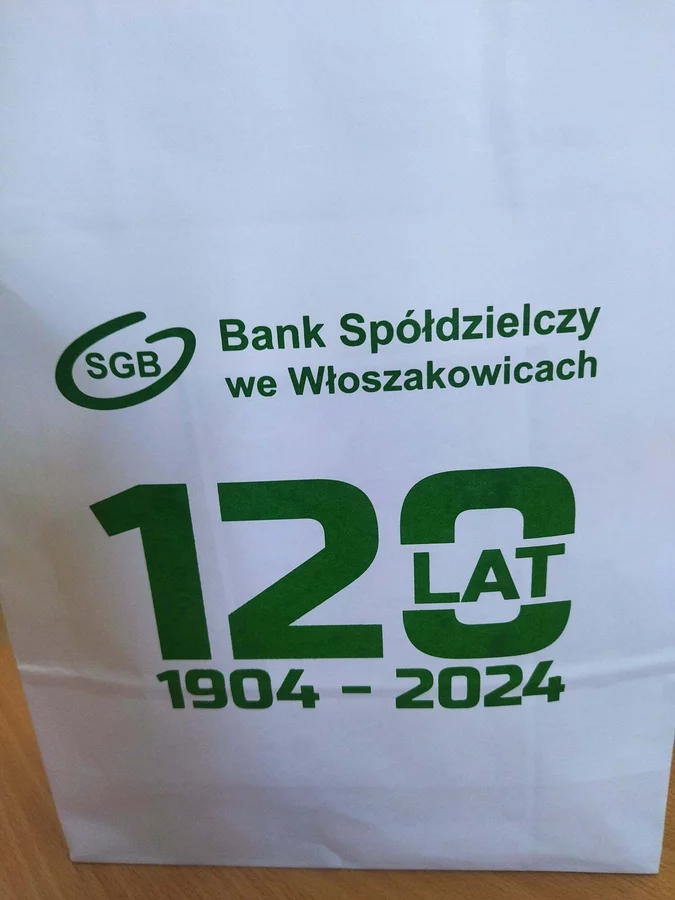 SGB
Bank Spółdzielczy
we Włoszakowicach
120
LAT
1904 - 2024